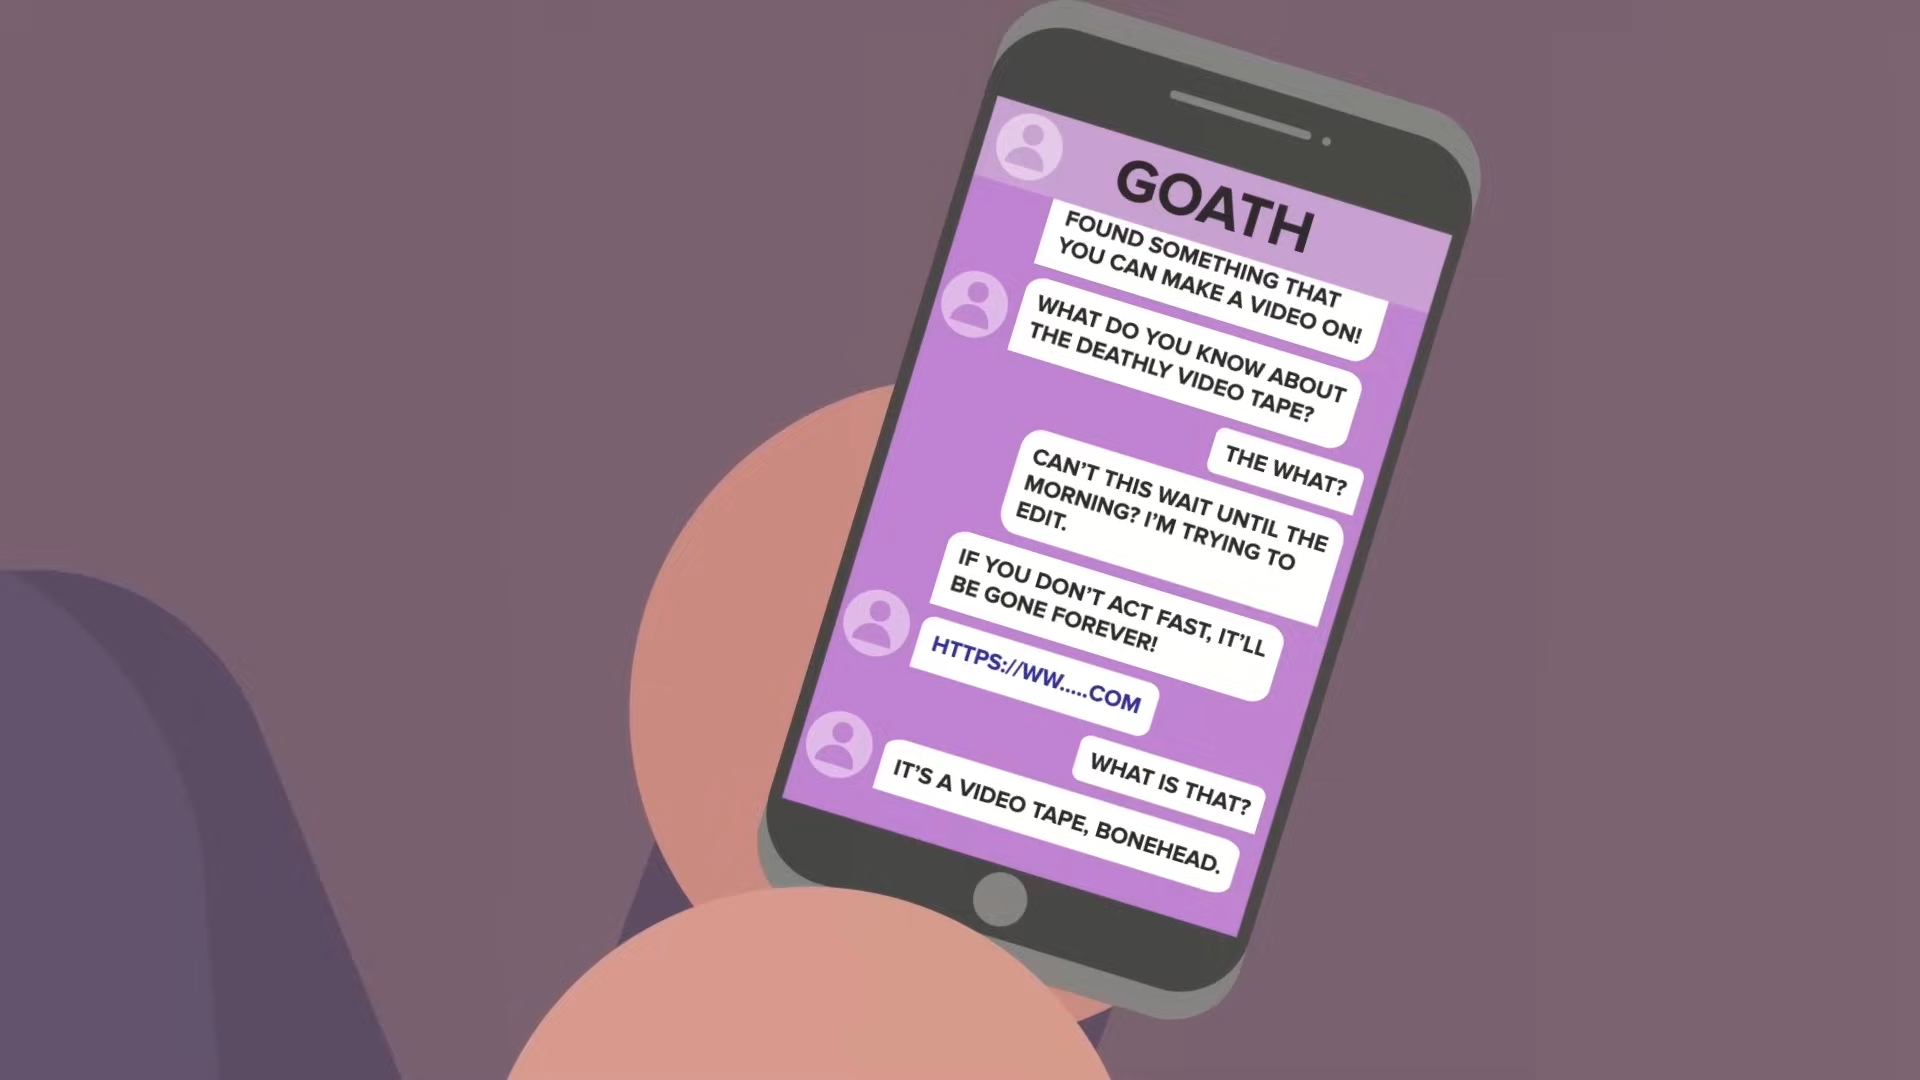 GOATH
FOUND SOMETHING THAT
YOU CAN MAKE A VIDEO ON!
WHAT DO YOU KNOW ABOUT
THE DEATHLY VIDEO TAPE?
THE WHAT?
CAN'T THIS WAIT UNTIL THE
MORNING? I'M TRYING TO
EDIT.
IF YOU DON'T ACT FAST, IT'LL
BE GONE FOREVER!
HTTPS://WW.....COM
WHAT IS THAT?
IT'S A VIDEO TAPE, BONEHEAD.